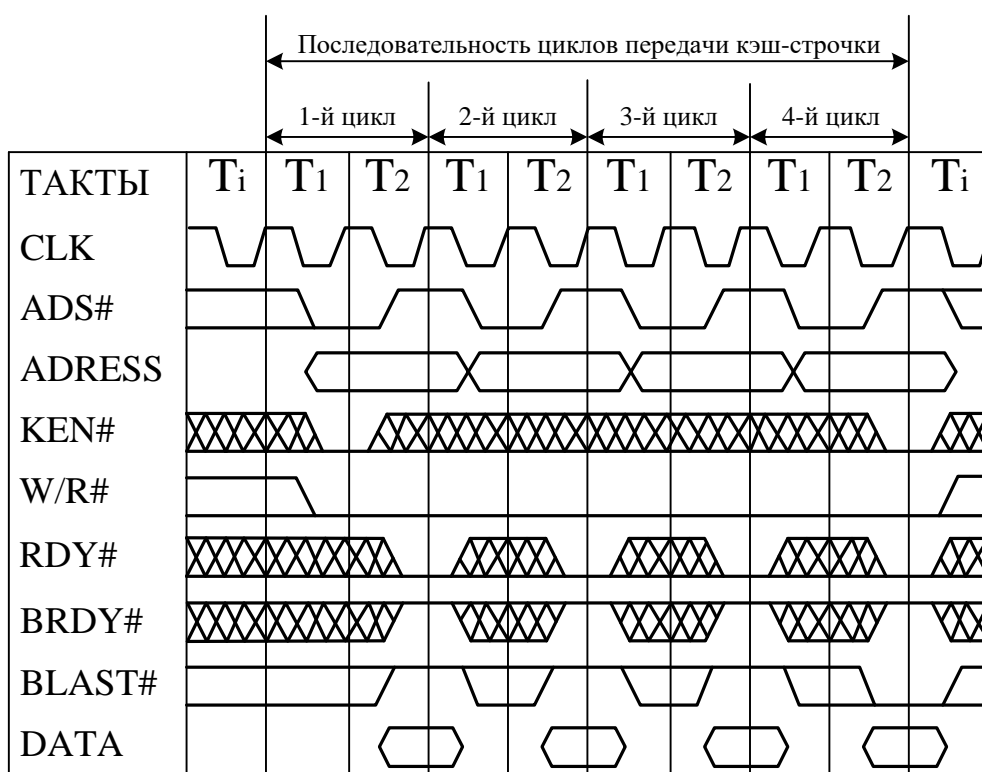 Последовательность циклов передачи кэш-строчки
1-й цикл 2-й цикл 3-й цикл 4-й цикл
ТАКТЫ Ti T1 T2 T1 T2 T1 T2 T1 T2 Ti
CLK
ADS#
ADRESS
KEN#
W/R#
RDY#
BRDY#
BLAST#
DATA